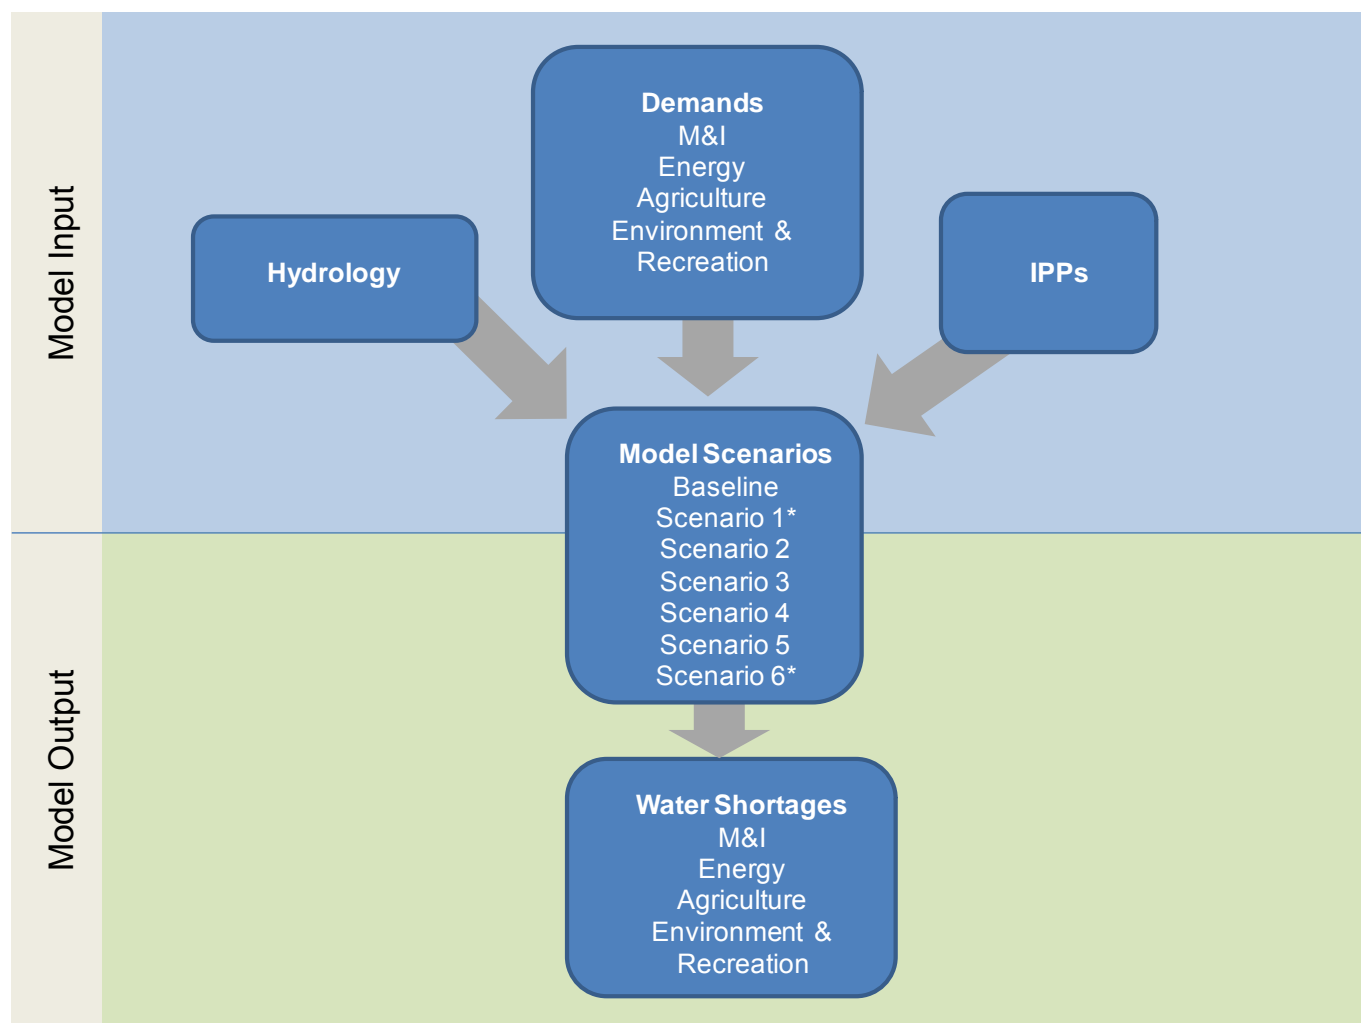 Model Input
Demands
M&I
Energy
Agriculture
Environment &
Recreation
Hydrology
IPPs
Model Scenarios
Baseline
Scenario 1*
Scenario 2
Scenario 3
Scenario 4
Scenario 5
Scenario 6*
Model Output
Water Shortages
M&I
Energy
Agriculture
Environment &
Recreation